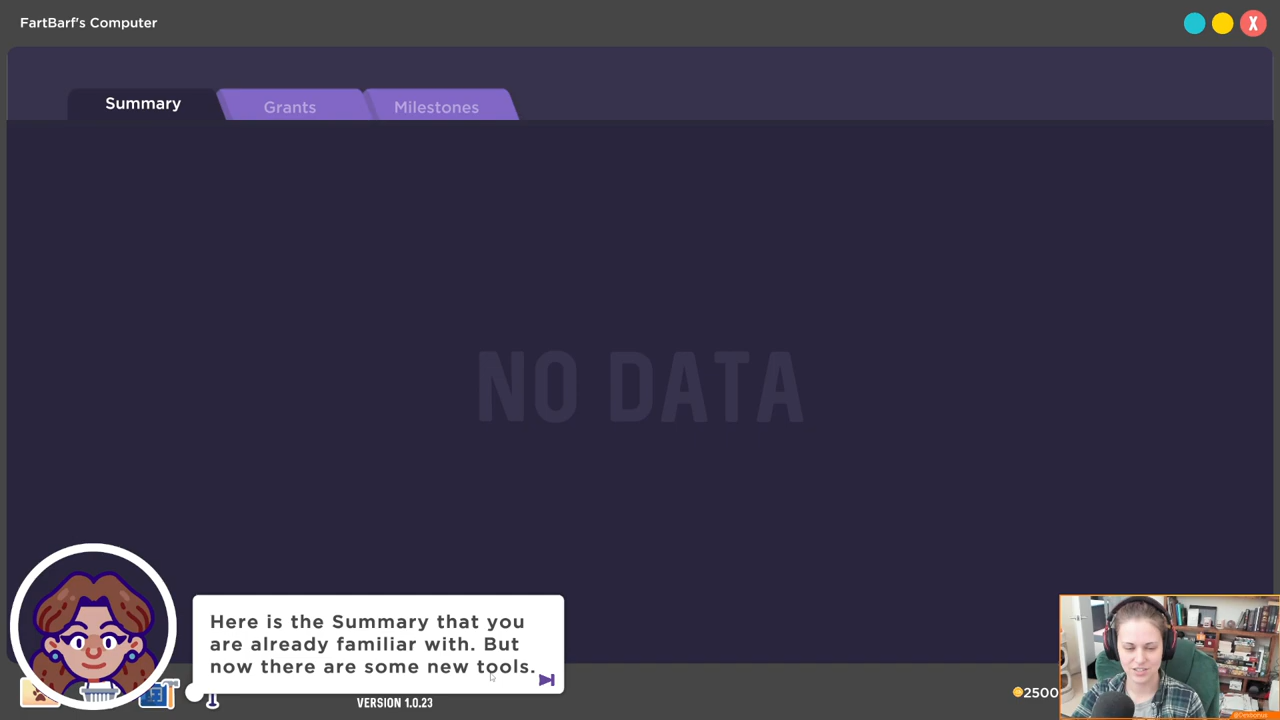 FartBarf's Computer
X
Summary
Grants
Milestones
NO DATA
Here is the Summary that you
are already familiar with. But
now there are some new tools.
VERSION 1.0.23
2500